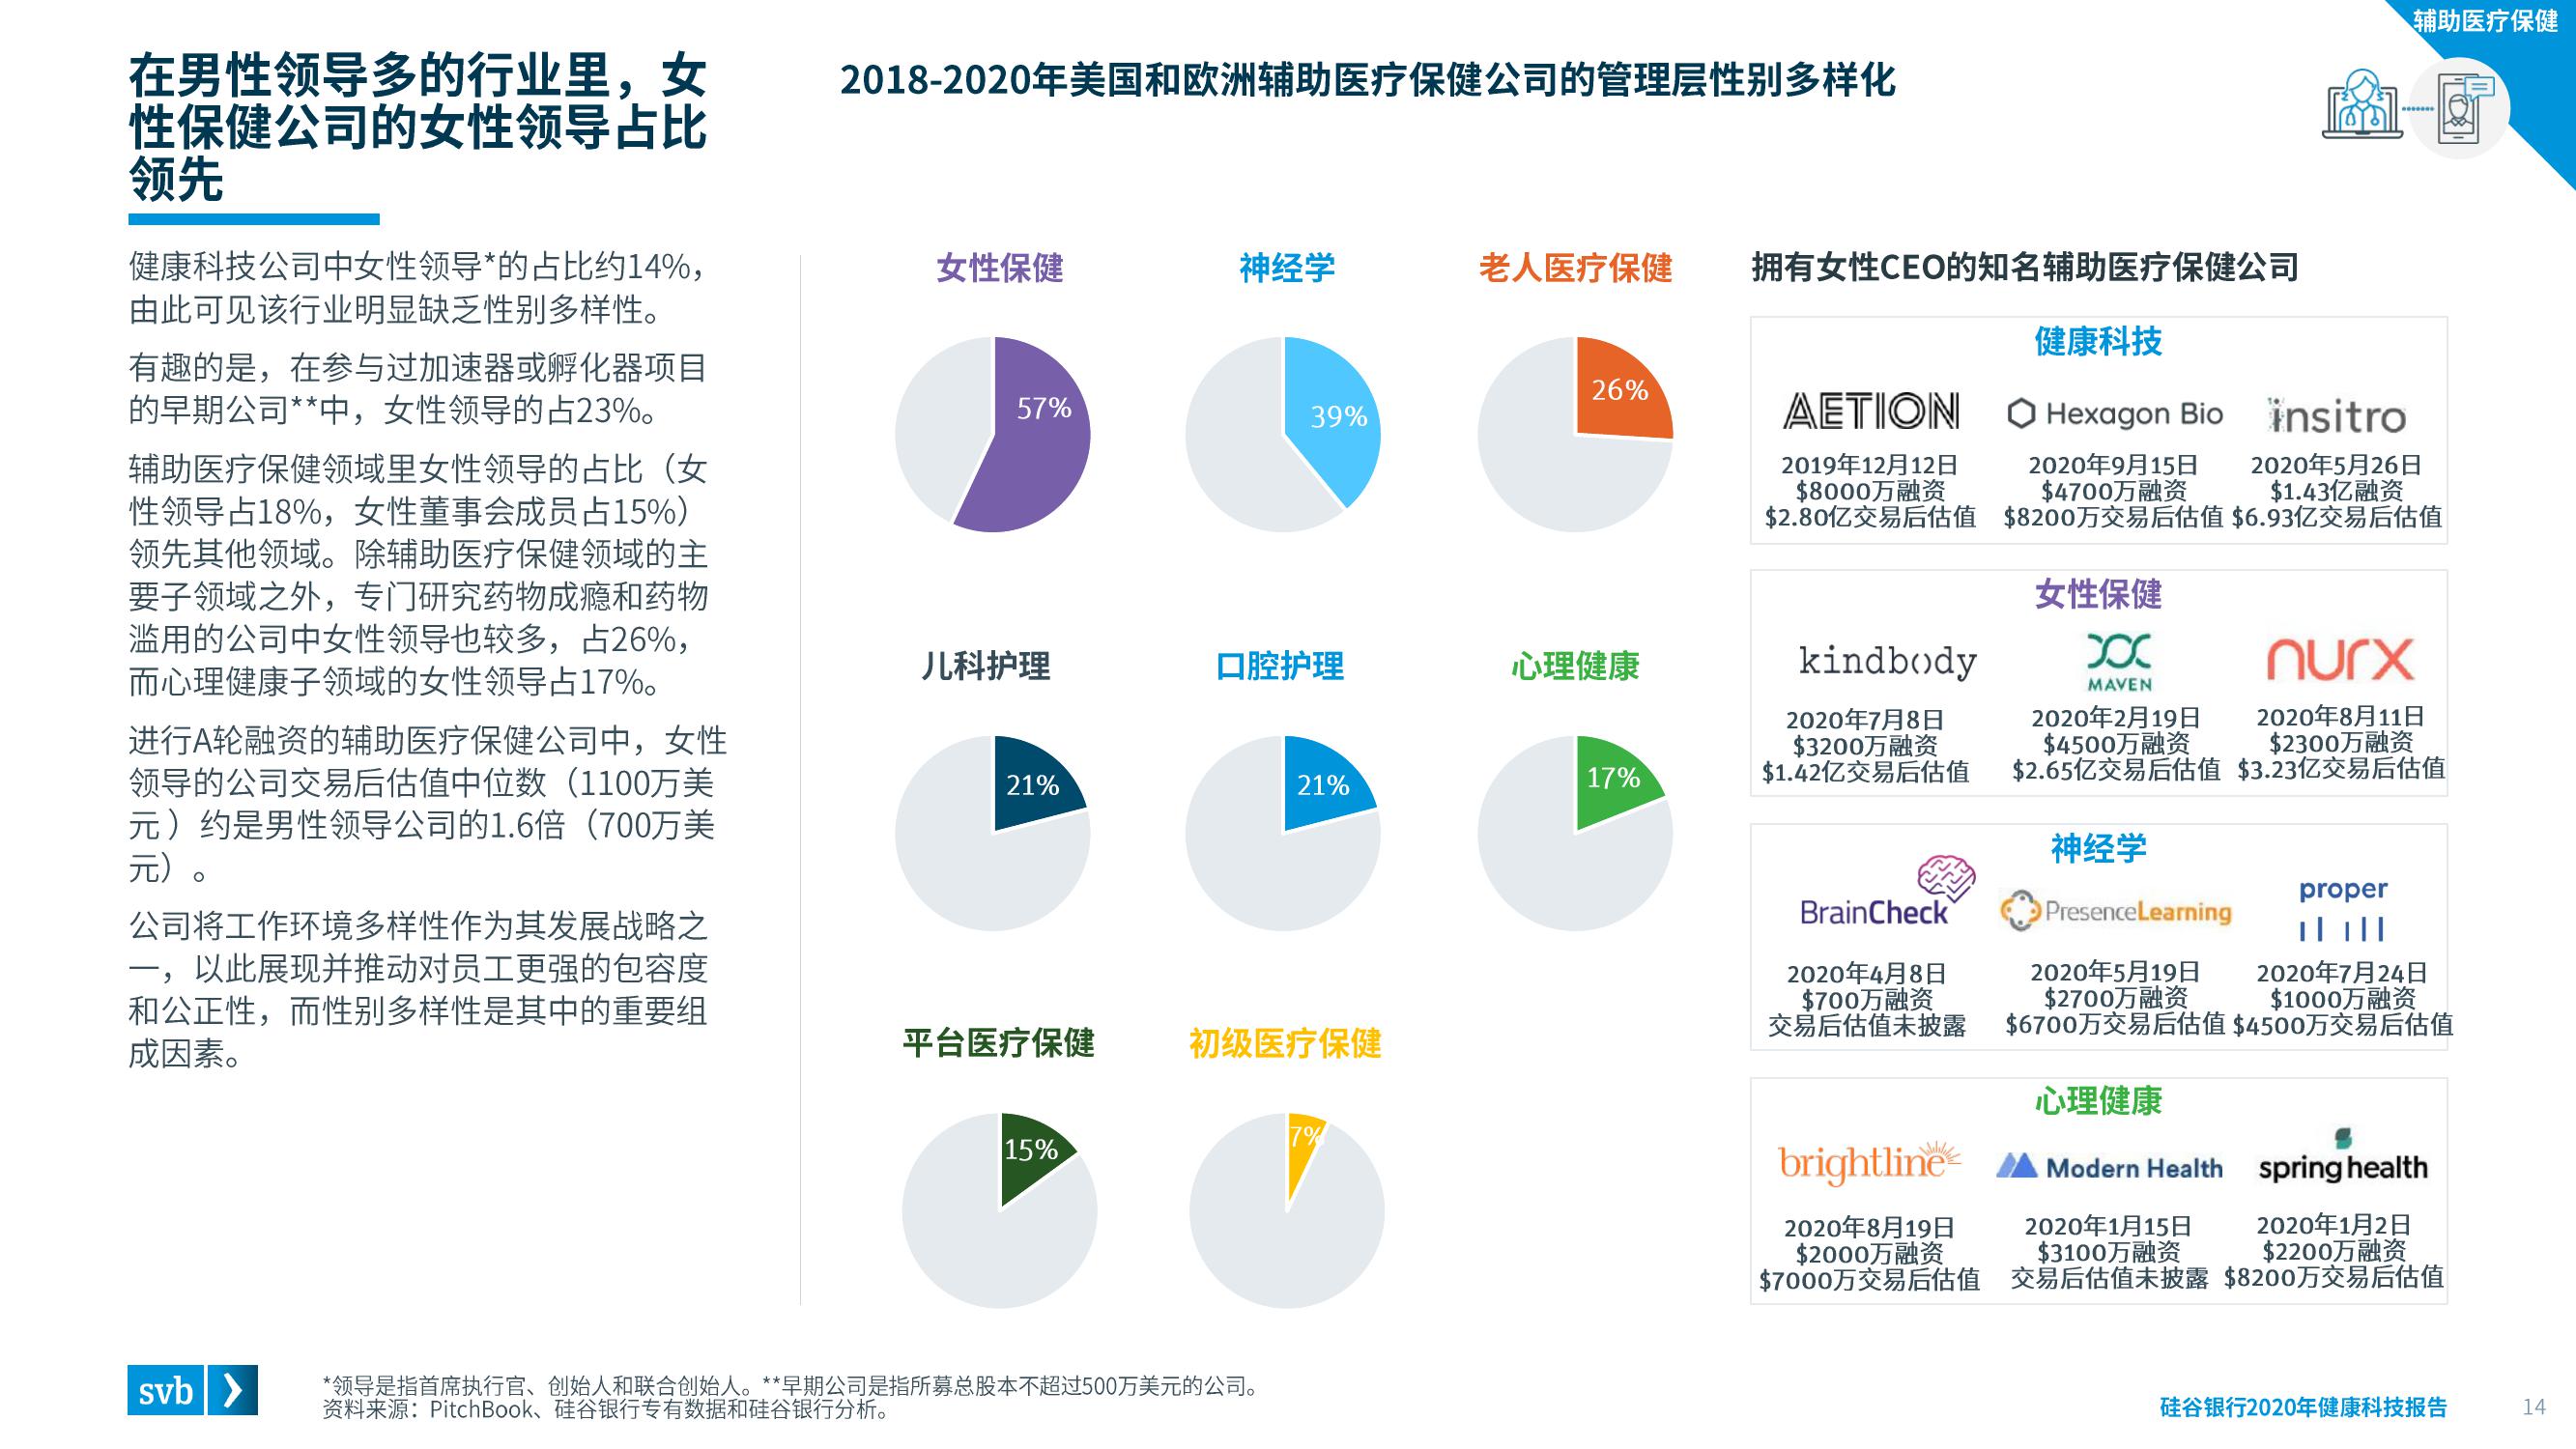 辅助医疗保健
在男性领导多的行业里，女
性保健公司的女性领导占比
领先
2018-2020年美国和欧洲辅助医疗保健公司的管理层性别多样化
健康科技公司中女性领导*的占比约14%，
由此可见该行业明显缺乏性别多样性。
有趣的是，在参与过加速器或孵化器项目
的早期公司**中，女性领导的占23%。
辅助医疗保健领域里女性领导的占比（女
性领导占18%，女性董事会成员占15%）
领先其他领域。除辅助医疗保健领域的主
要子领域之外，专门研究药物成瘾和药物
滥用的公司中女性领导也较多，占26%，
而心理健康子领域的女性领导占17%。
进行A轮融资的辅助医疗保健公司中，女性
领导的公司交易后估值中位数（1100万美
元 ）约是男性领导公司的1.6倍（700万美
元）。
公司将工作环境多样性作为其发展战略之
一，以此展现并推动对员工更强的包容度
和公正性，而性别多样性是其中的重要组
成因素。
女性保健
57%
神经学
39%
老人医疗保健
26%
儿科护理
21%
口腔护理
21%
心理健康
17%
平台医疗保健
15%
初级医疗保健
7%
拥有女性CEO的知名辅助医疗保健公司
健康科技
AETION
2019年12月12日
$8000万融资
$2.80亿交易后估值
Hexagon Bio
2020年9月15日
$4700万融资
$8200万交易后估值
insitro
2020年5月26日
$1.43亿融资
$6.93亿交易后估值
女性保健
kindbody
2020年7月8日
$3200万融资
$1.42亿交易后估值
MAVEN
2020年2月19日
$4500万融资
$2.65亿交易后估值
nurx
2020年8月11日
$2300万融资
$3.23亿交易后估值
神经学
BrainCheck
2020年4月8日
$700万融资
交易后估值未披露
PresenceLearning
2020年5月19日
$2700万融资
$6700万交易后估值
proper
2020年7月24日
$1000万融资
$4500万交易后估值
心理健康
brightline
2020年8月19日
$2000万融资
$7000万交易后估值
Modern Health
2020年1月15日
$3100万融资
交易后估值未披露
spring health
2020年1月2日
$2200万融资
$8200万交易后估值
svb
*领导是指首席执行官、创始人和联合创始人。**早期公司是指所募总股本不超过500万美元的公司。
资料来源：PitchBook、硅谷银行专有数据和硅谷银行分析。
硅谷银行2020年健康科技报告
14